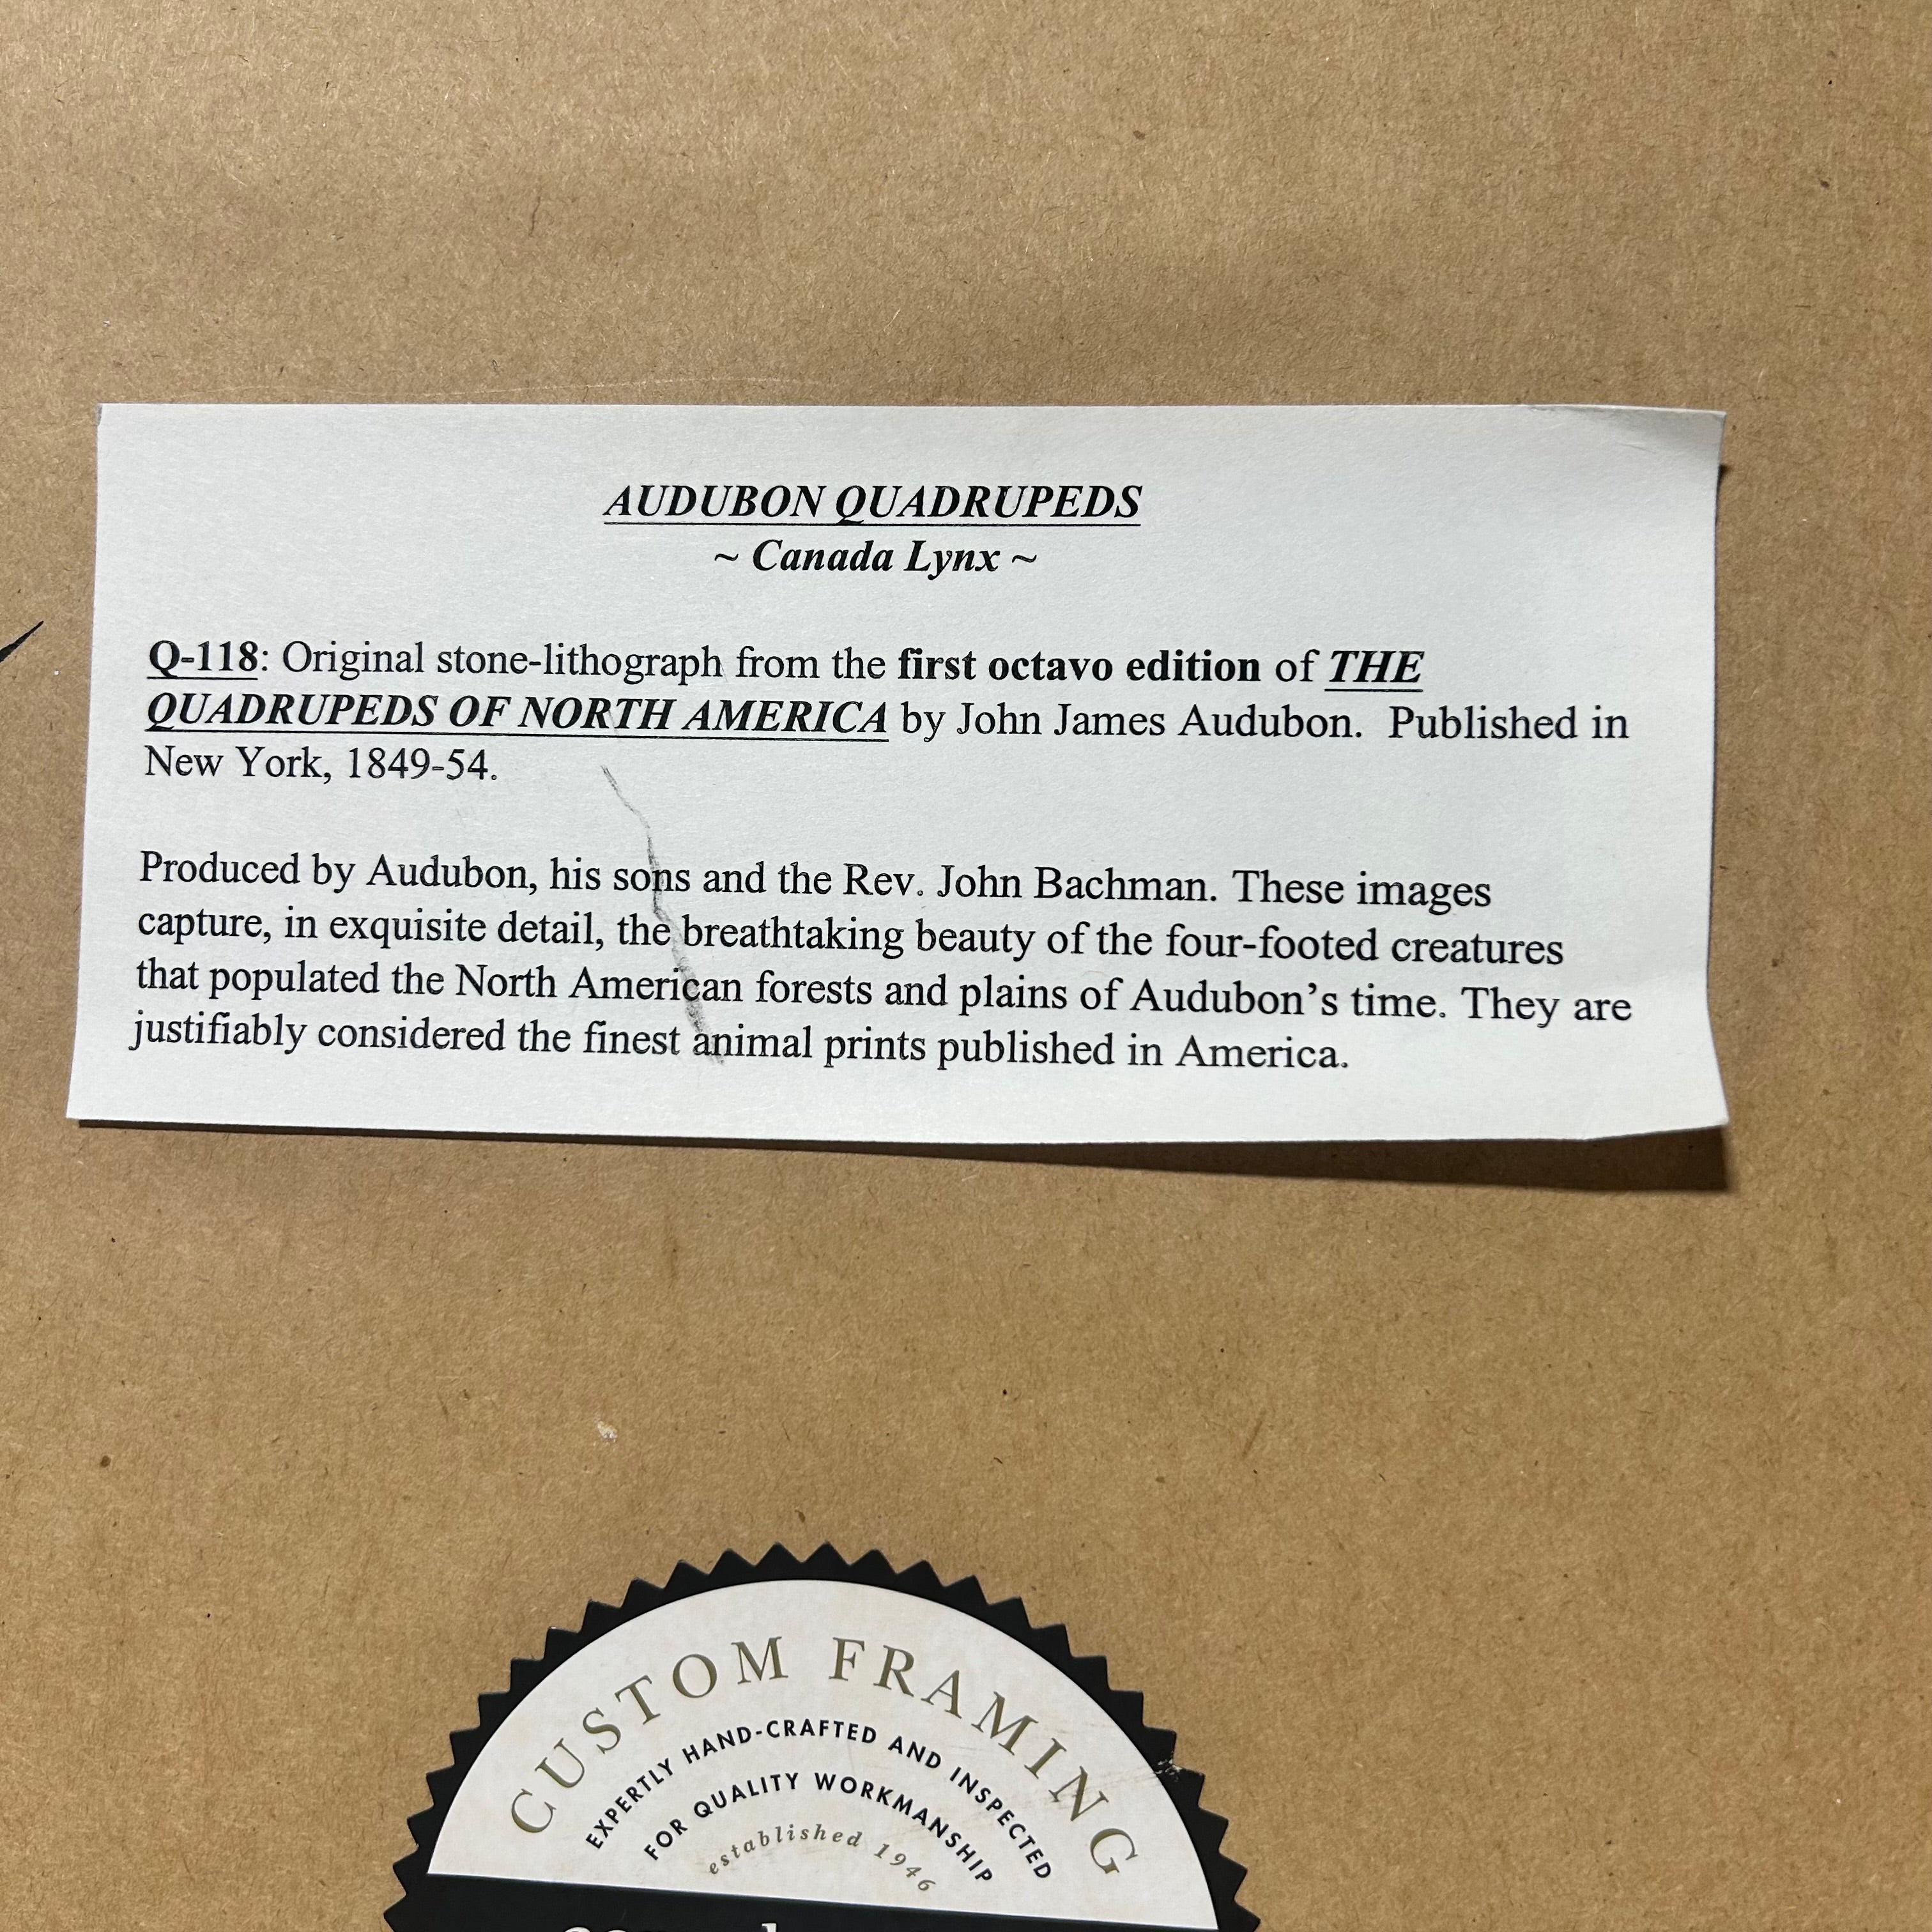 AUDUBON QUADRUPEDS
~ Canada Lynx ~
Q-118: Original stone-lithograph from the first octavo edition of THE
QUADRUPEDS OF NORTH AMERICA by John James Audubon. Published in
New York, 1849-54.
Produced by Audubon, his sons and the Rev. John Bachman. These images
capture, in exquisite detail, the breathtaking beauty of the four-footed creatures
that populated the North American forests and plains of Audubon's time. They are
justifiably considered the finest animal prints published in America.
CUSTOM FRAMING
EXPERTLY HAND-CRAFTED AND INSPECTED
FOR QUALITY WORKMANSHIP
established 1946